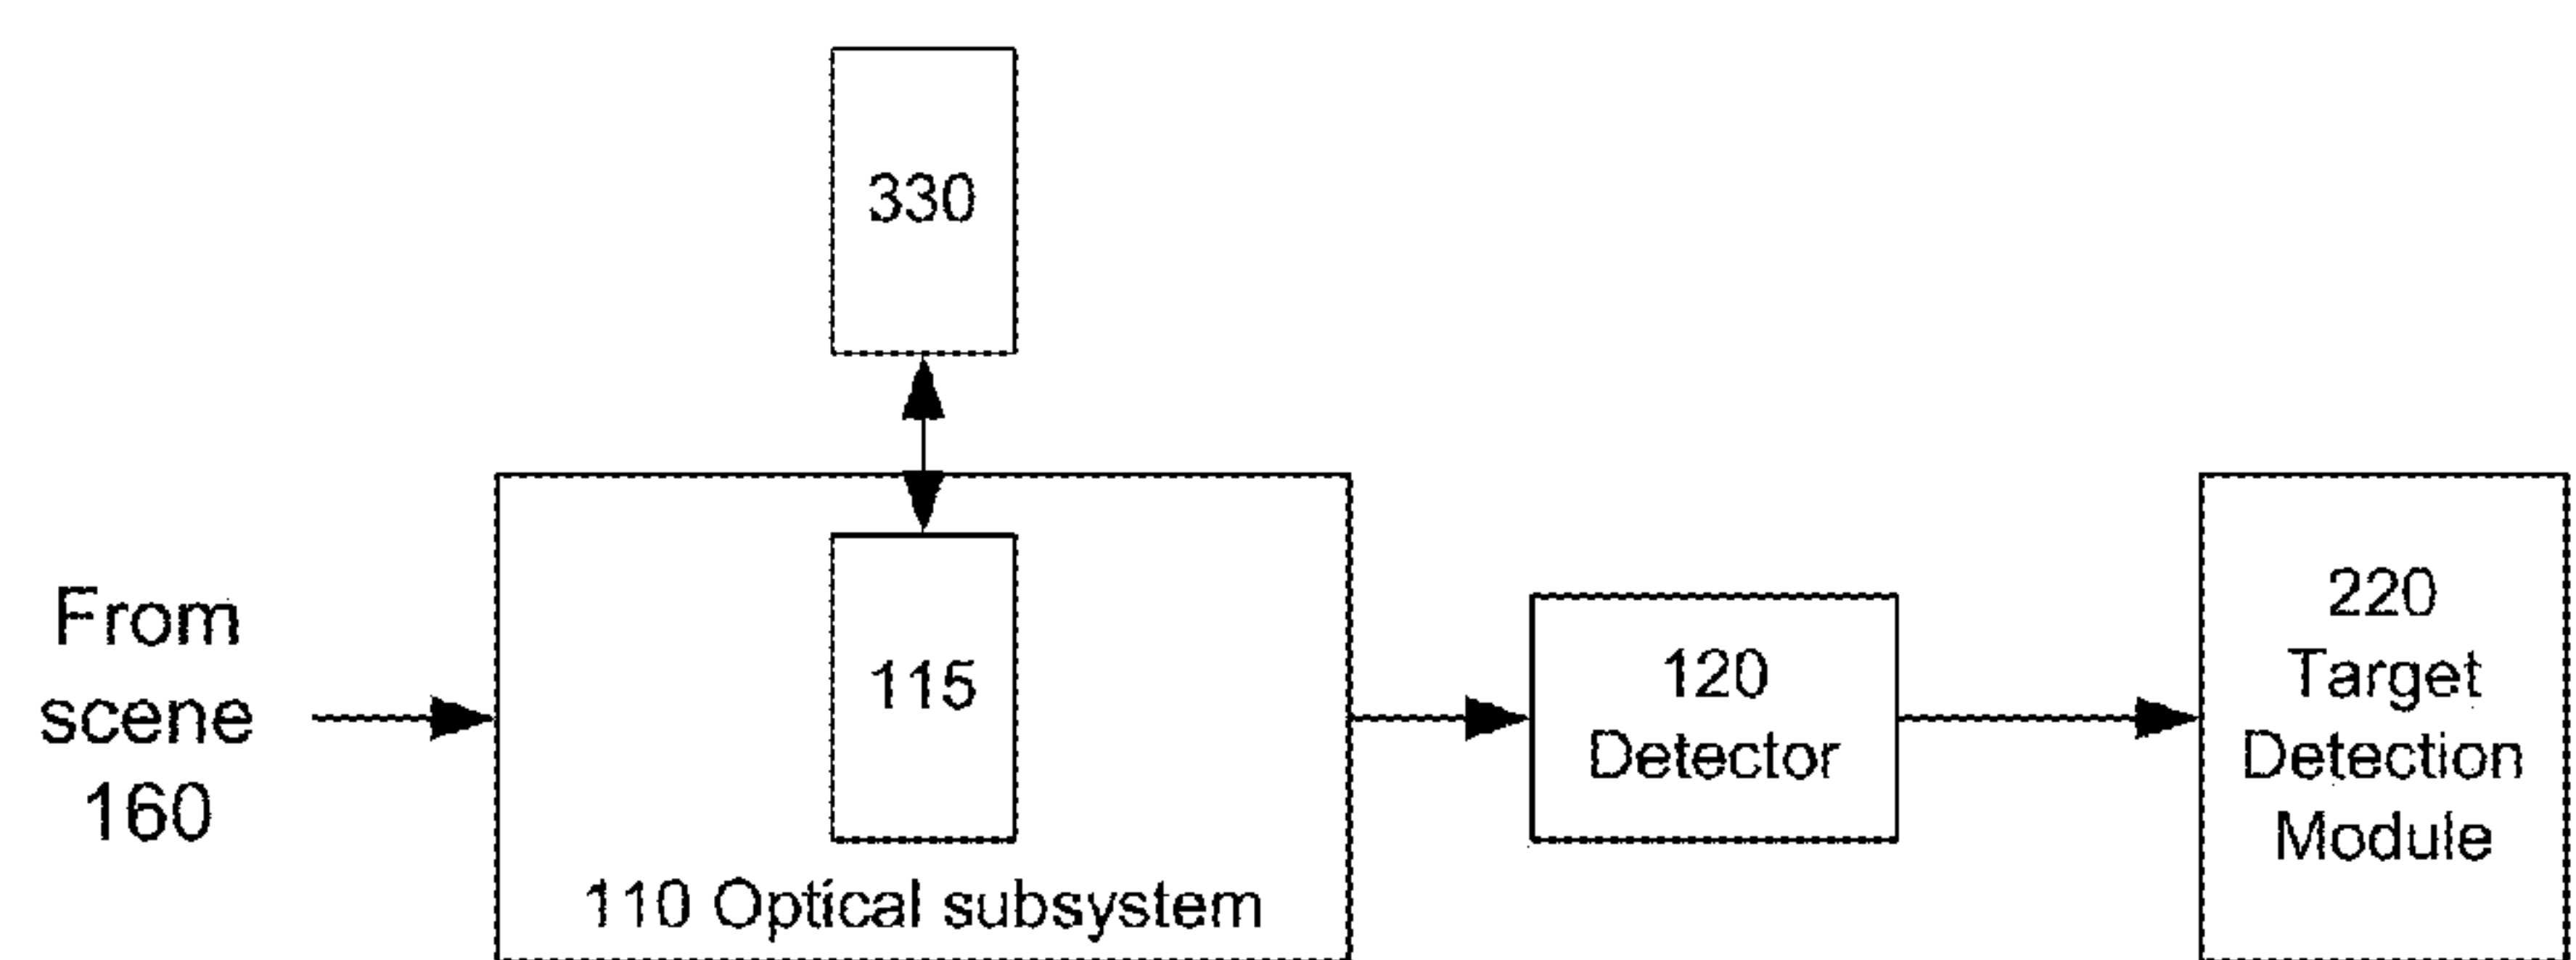 330
From
scene
160
115
110 Optical subsystem
120
Detector
220
Target
Detection
Module